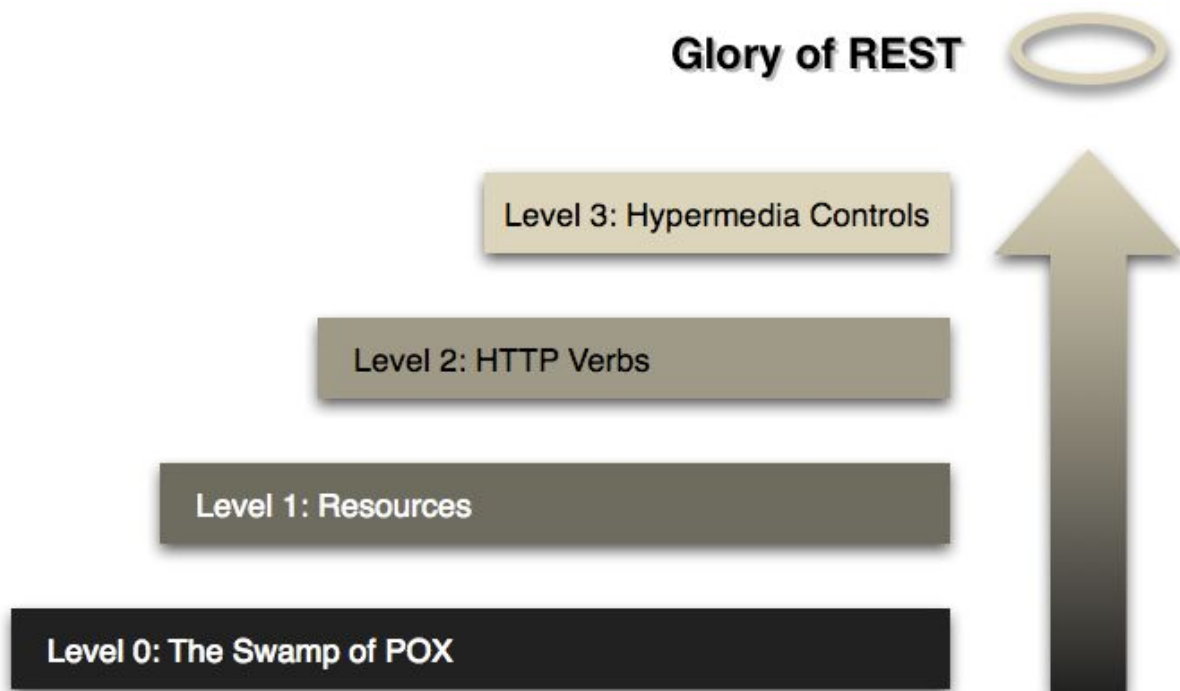 Glory of REST
Level 3: Hypermedia Controls
Level 2: HTTP Verbs
Level 1: Resources
Level 0: The Swamp of POX